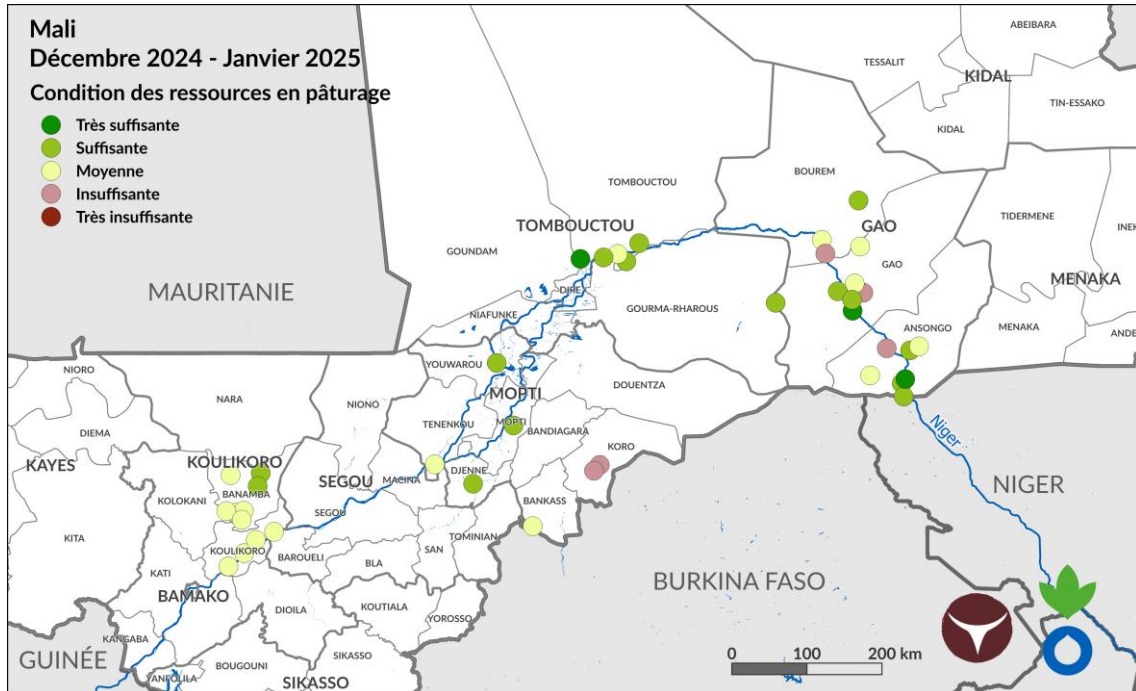 Mali
Décembre 2024 - Janvier 2025
Condition des ressources en pâturage
Très suffisante
Suffisante
Moyenne
Insuffisante
Très insuffisante
ABEIBARA
TESSALIT
KIDAL
TIN-ESSAKO
KIDAL
BOUREM
TOMBOUCTOU
TIDERMENE
TOMBOUCTOU
GAO
GOUNDAM
GAO
MENAKA
MAURITANIE
DIRE
NIAFUNKE
GOURMA-RHAROUS
ANSONGO
MENAKA
YOUWAROU
DOUENTZA
NIORO
NARA
NIONO
MOPTI
TENENKOU
MOPTI
BANDIAGARA
Niger
DIEMA
KORO
KAYES
KOULIKORO
SEGOU
MACINA
DJENNE
NIGER
KOLOKANI
BANAMBA
BANKASS
SEGOU
KITA
KOULIKORO
BAROUELI
SAN
TOMINIAN
KATI
BLA
BURKINA FASO
BAMAKO
DIOILA
KOUTIALA
YOROSSO
KANGABA
GUINÉE
BOUGOUNI
SIKASSO
SIKASSO
0 100 200 km